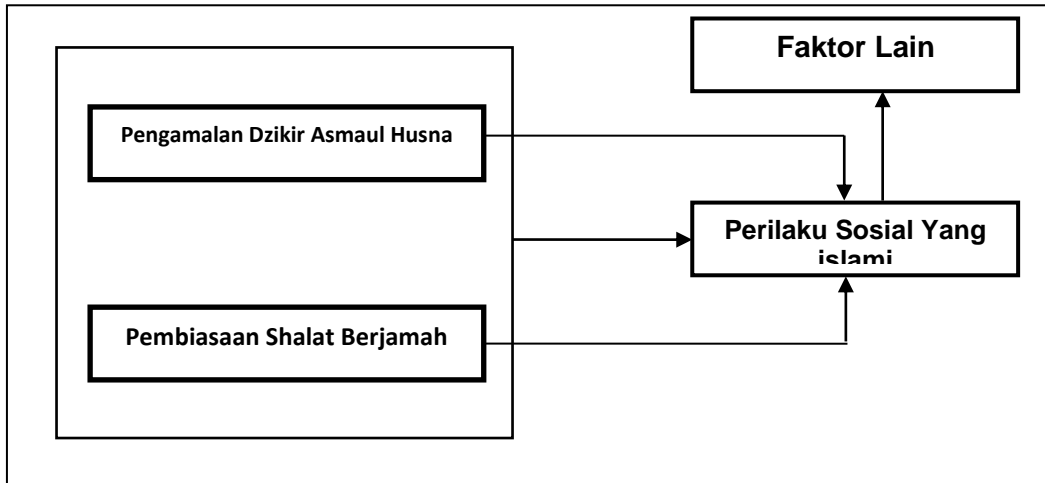 Faktor Lain
Pengamalan Dzikir Asmaul Husna
Perilaku Sosial Yang
islami
Pembiasaan Shalat Berjamah